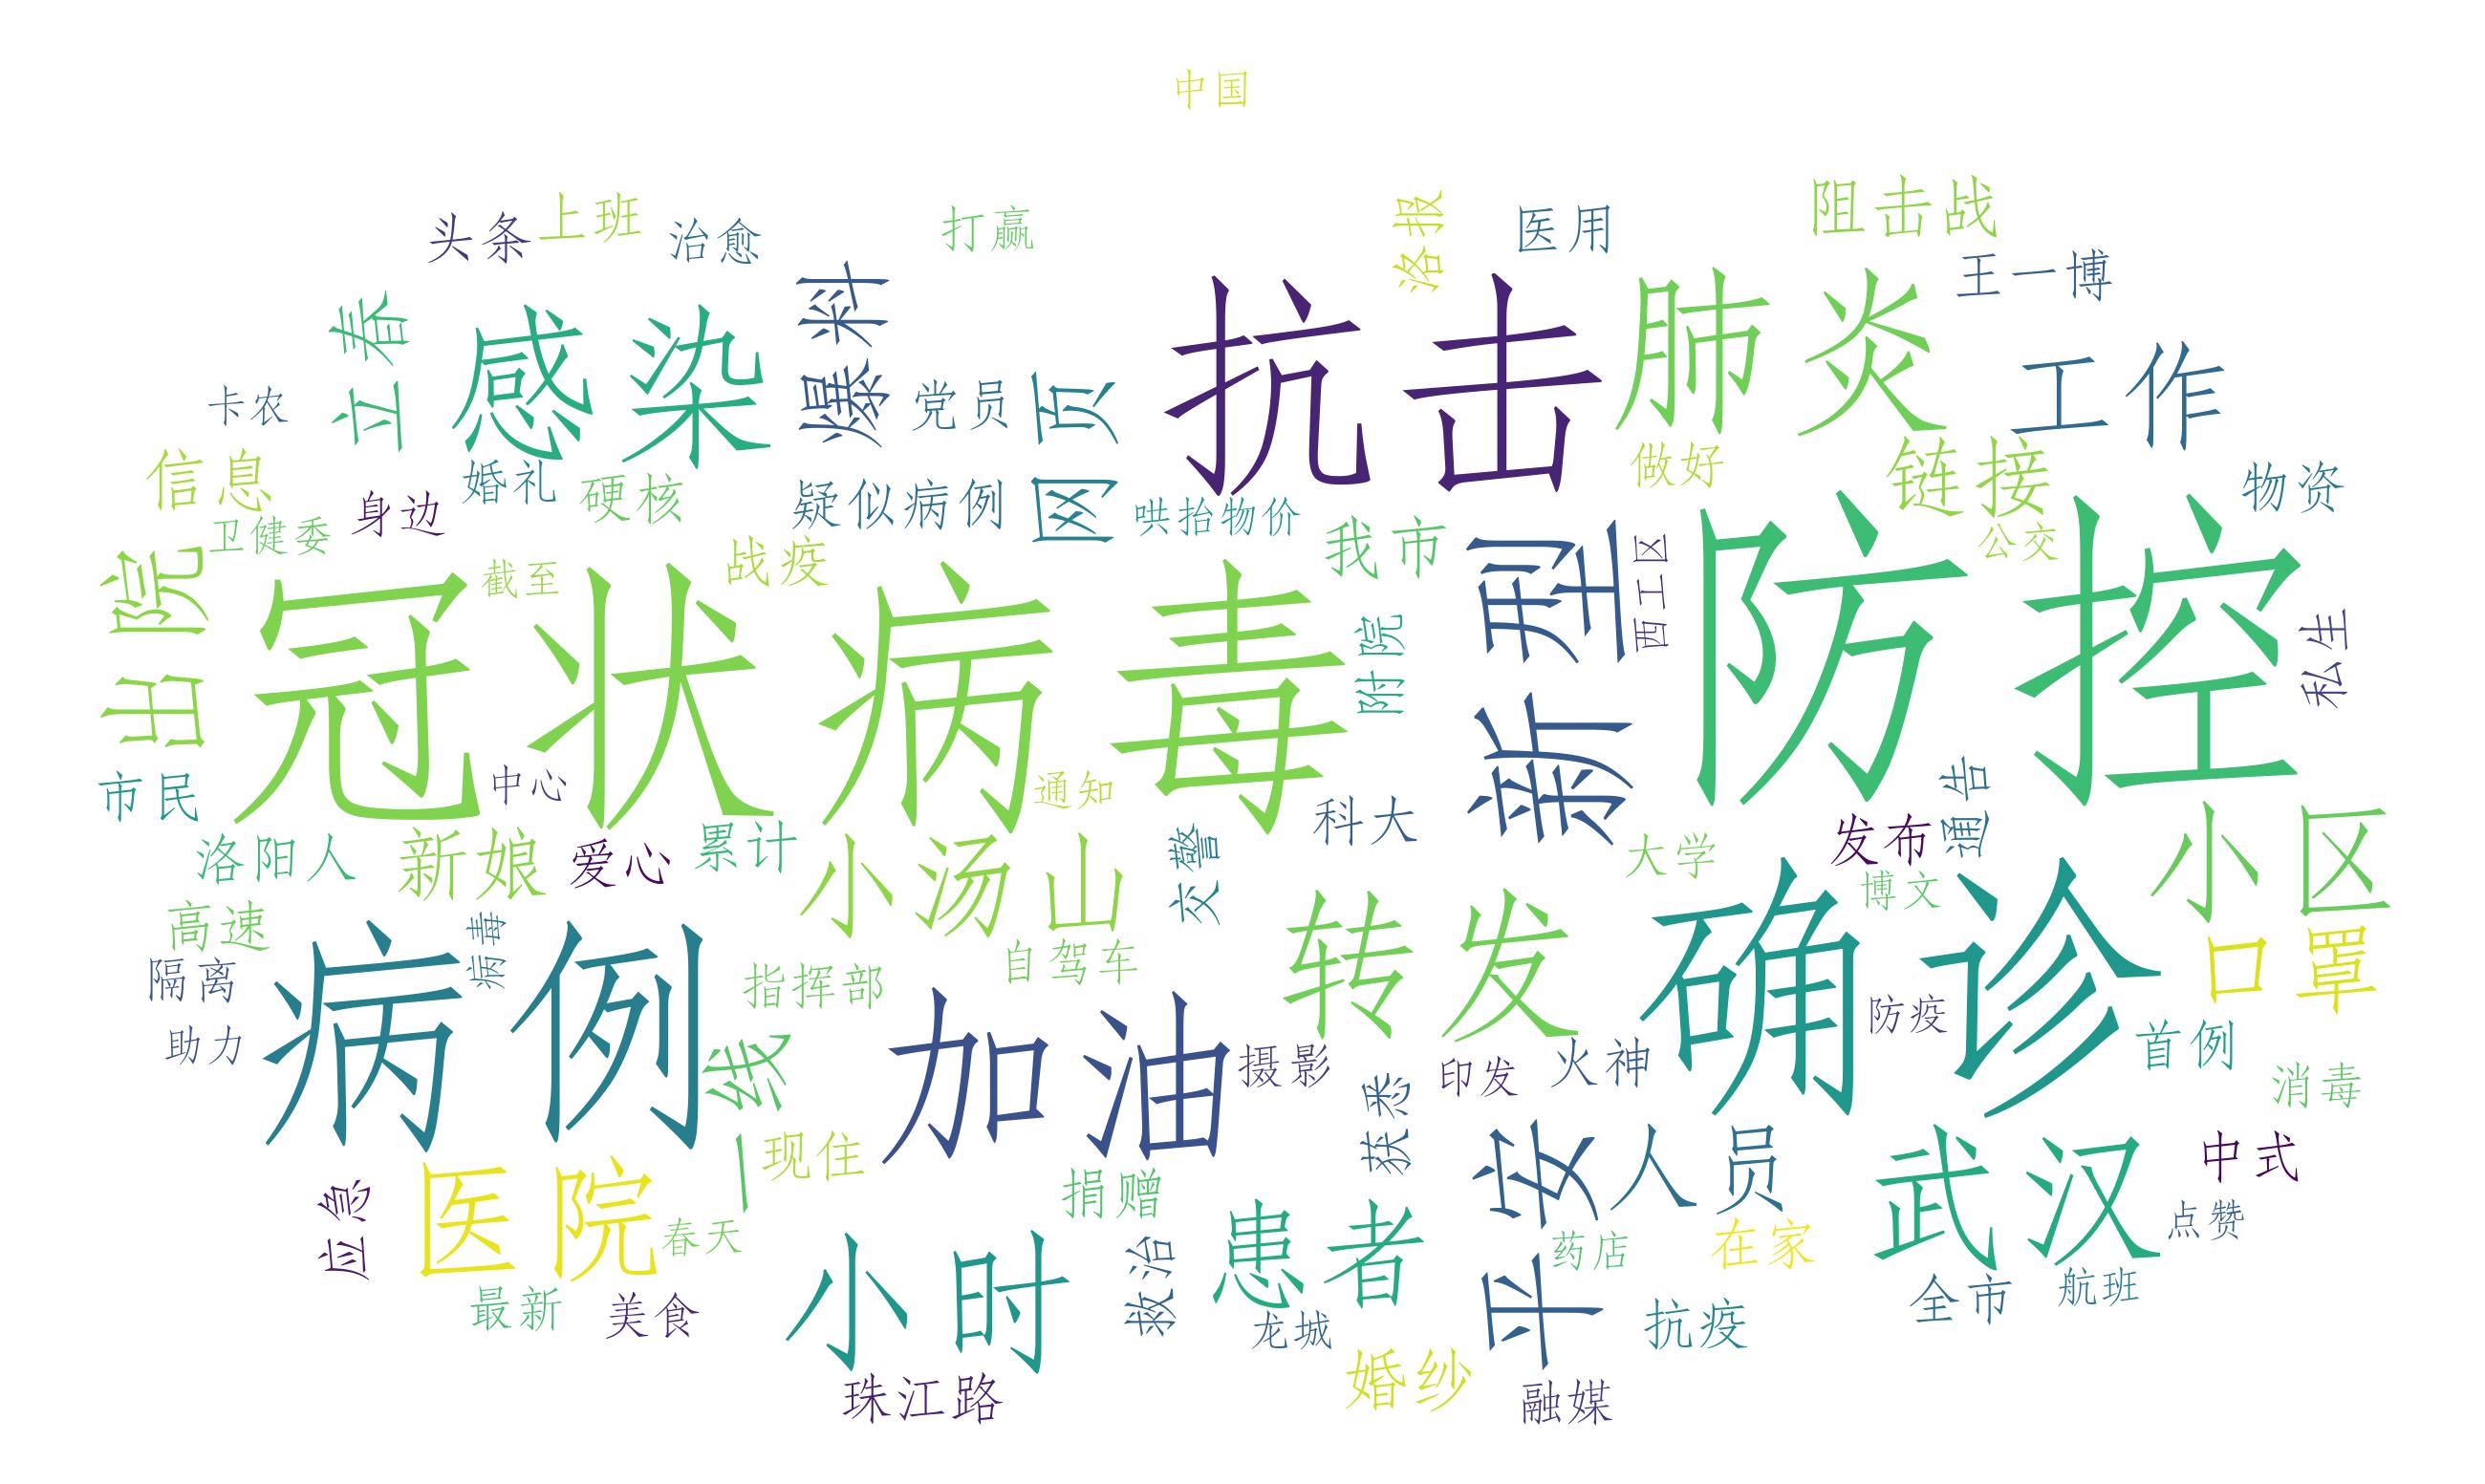 中国
头条
上班
治愈
打赢
洛报
医用
阻击战
王一博
王者
感染
爆料
抗击
肺炎
工作
卡农
党员
网页
信息
婚礼
硬核
疑似病例
哄抬物价
做好
链接
物资
身边
卫健委
我市
公交
出院
截至
战疫
新型
西工区
防控
冠状病毒
附院
私生
市民
中心
通知
科大
通告
洛阳人
新娘
爱心
累计
小汤山
交警
大学
发布
博文
小区
高速
病毒
转发
确诊
口罩
隔离
病例
指挥部
自驾车
防疫
助力
一线
加油
摄影
印发
火神
首例
消毒
现住
扶愁
平安
人员
武汉
中式
医院
春天
捐赠
患者
药店
在家
点赞
最新
美食
小时
救治
龙城
抗疫
全市
航班
珠江路
婚纱
融媒